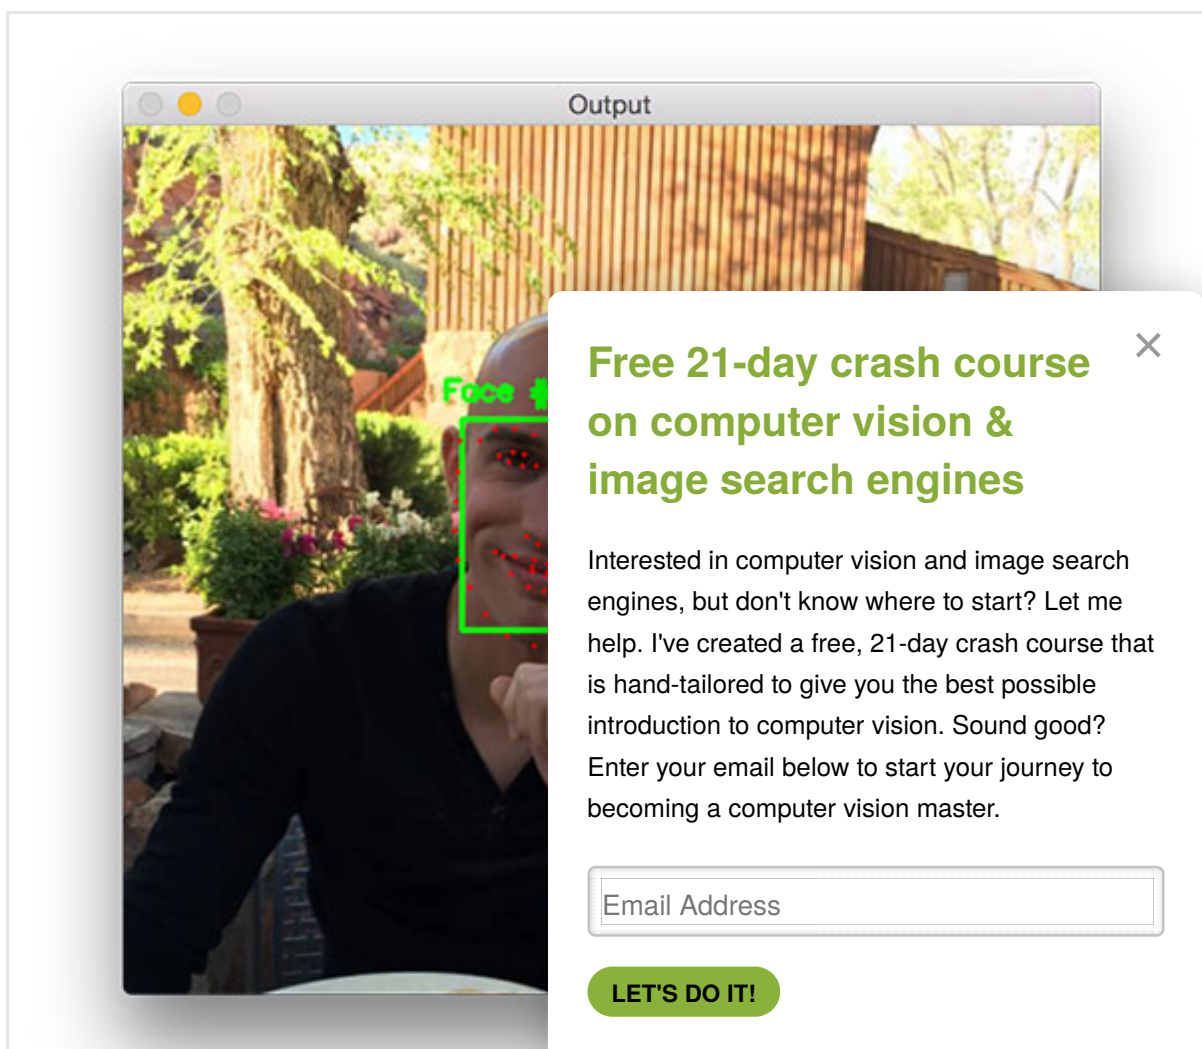 Output
Face #
Free 21-day crash course
on computer vision &
image search engines
Interested in computer vision and image search
engines, but don't know where to start? Let me
help. I've created a free, 21-day crash course that
is hand-tailored to give you the best possible
introduction to computer vision. Sound good?
Enter your email below to start your journey to
becoming a computer vision master.
Email Address
LET'S DO IT!